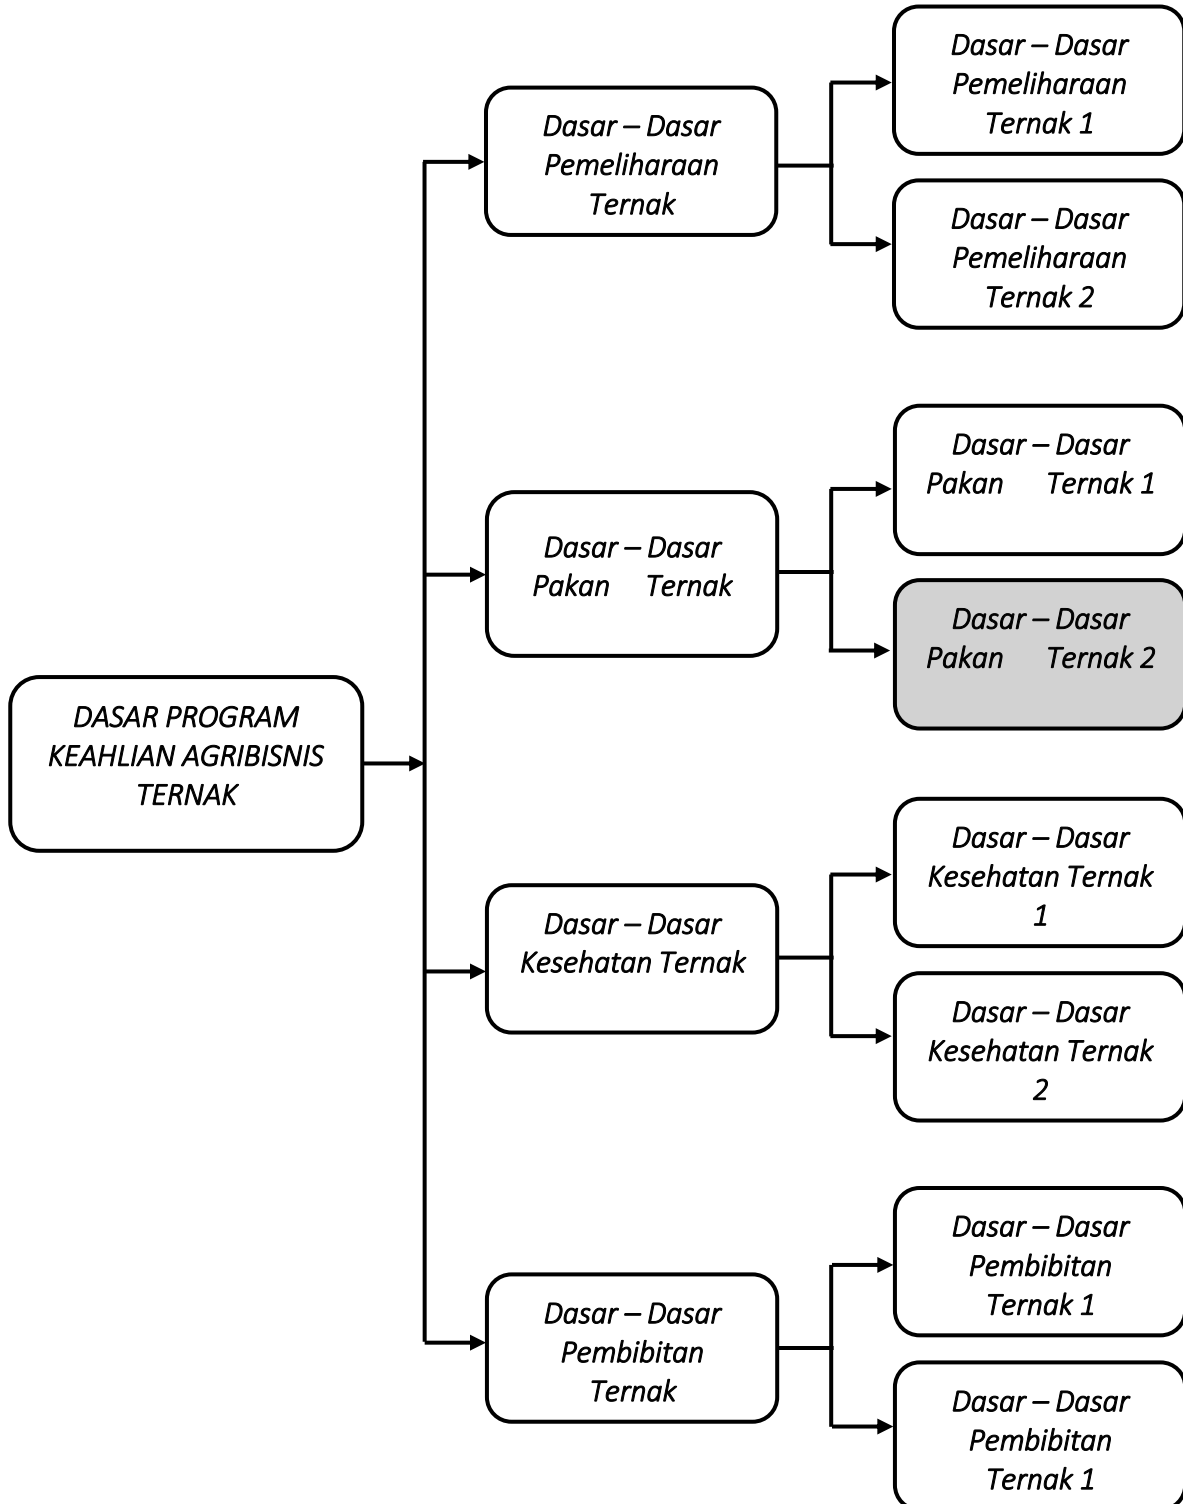 Dasar – Dasar
Pemeliharaan
Ternak 1
Dasar – Dasar
Pemeliharaan
Ternak
Dasar – Dasar
Pemeliharaan
Ternak 2
Dasar – Dasar
Pakan Ternak 1
Dasar – Dasar
Pakan Ternak
Dasar – Dasar
Pakan Ternak 2
DASAR PROGRAM
KEAHLIAN AGRIBISNIS
TERNAK
Dasar – Dasar
Kesehatan Ternak
1
Dasar – Dasar
Kesehatan Ternak
Dasar – Dasar
Kesehatan Ternak
2
Dasar – Dasar
Pembibitan
Ternak 1
Dasar – Dasar
Pembibitan
Ternak
Dasar – Dasar
Pembibitan
Ternak 1